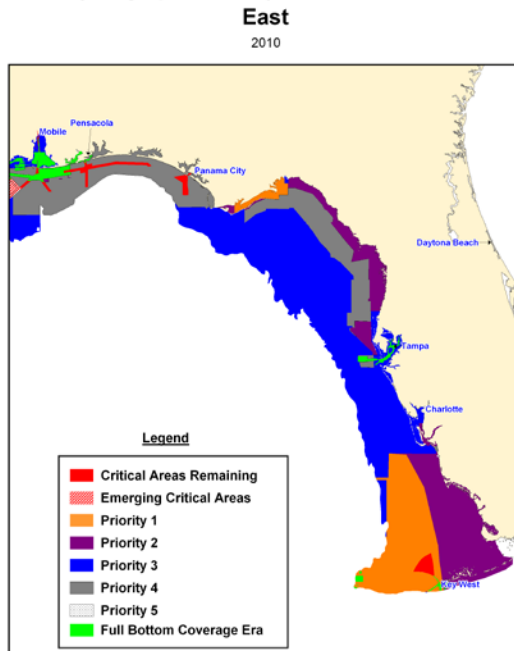 East
2010
Pensacola
Mobile
Panama City
Daytona Beach
Tampa
Charlotte
Key West
Legend
Critical Areas Remaining
Emerging Critical Areas
Priority 1
Priority 2
Priority 3
Priority 4
Priority 5
Full Bottom Coverage Era